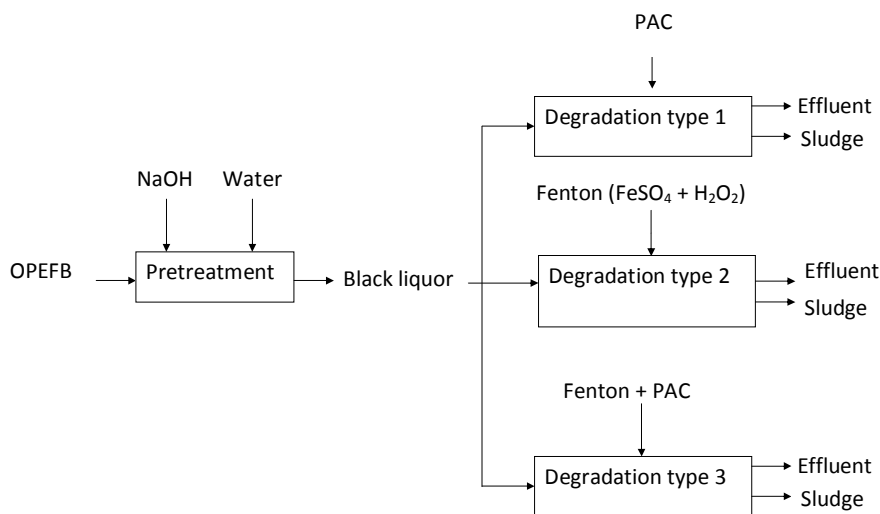 PAC
Degradation type 1
Effluent
Sludge
NaOH
Water
Fenton (FeSO₄ + H₂O₂)
OPEFB
Pretreatment
Black liquor
Degradation type 2
Effluent
Sludge
Fenton + PAC
Degradation type 3
Effluent
Sludge